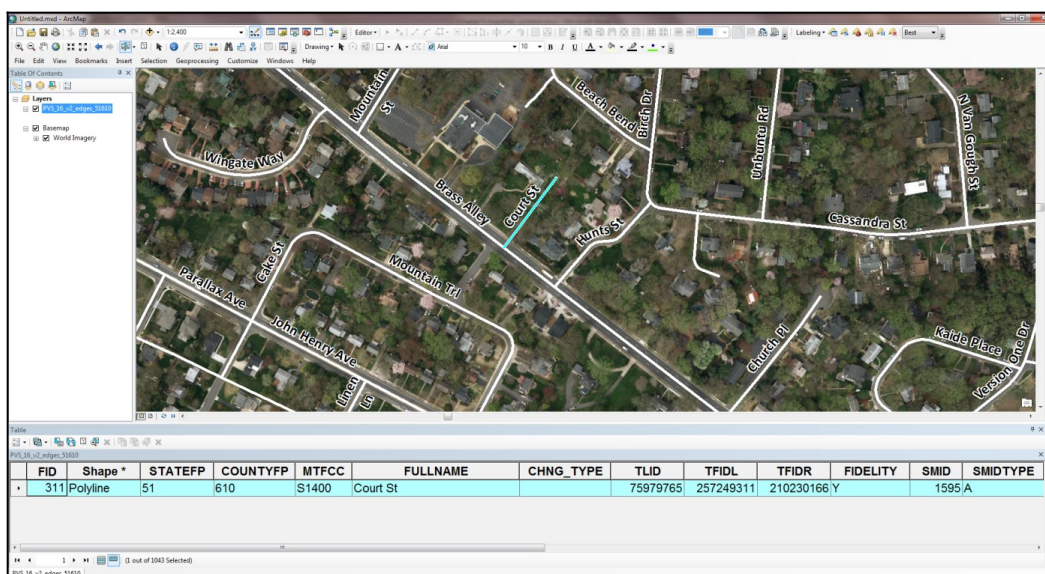 Untitled.mxd - ArcMap
1:2,400
Editor
Labeling
Best
Drawing
Arial
10
B I U A
File Edit View Bookmarks Insert Selection Geoprocessing Customize Windows Help
Table Of Contents
Layers
PVS_16_v2_edges_51610
Basemap
World Imagery
Mountain St
Beach Bend
Birch Dr
Unbuntu Rd
N Van Gough St
Wingate Way
Brass Alley
Court St
Hunts St
Cassandra St
Cake St
Mountain Trl
Parallax Ave
John Henry Ave
Linen Ln
Church Pl
Kaide Place
Version One Dr
Table
PVS_16_v2_edges_51610
FID Shape * STATEFP COUNTYFP MTFCC FULLNAME CHNG_TYPE TLID TFIDL TFIDR FIDELITY SMID SMIDTYPE
311 Polyline 51 610 S1400 Court St 75979765 257249311 210230166 Y 1595 A
1 (1 out of 1043 Selected)
PVS_16_v2_edges_51610